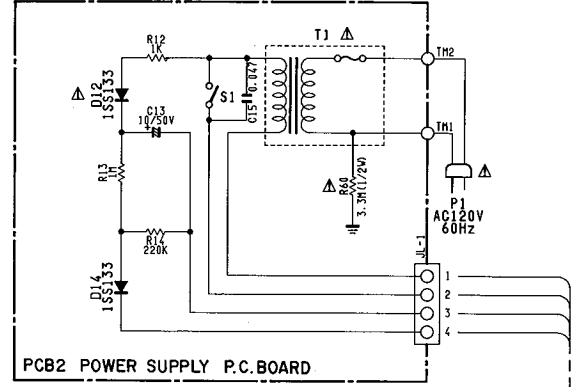 T1 ⚠
R12
1K
TM2
S1
C15 0.047
⚠ D12
1SS133
C13
10/50V
+
TM1
R13
1M
⚠ R60
3.3M(1/2W)
⚠
P1
AC120V
60Hz
R14
220K
JL-1
D14
1SS133
1
2
3
4
PCB2 POWER SUPPLY P.C.BOARD